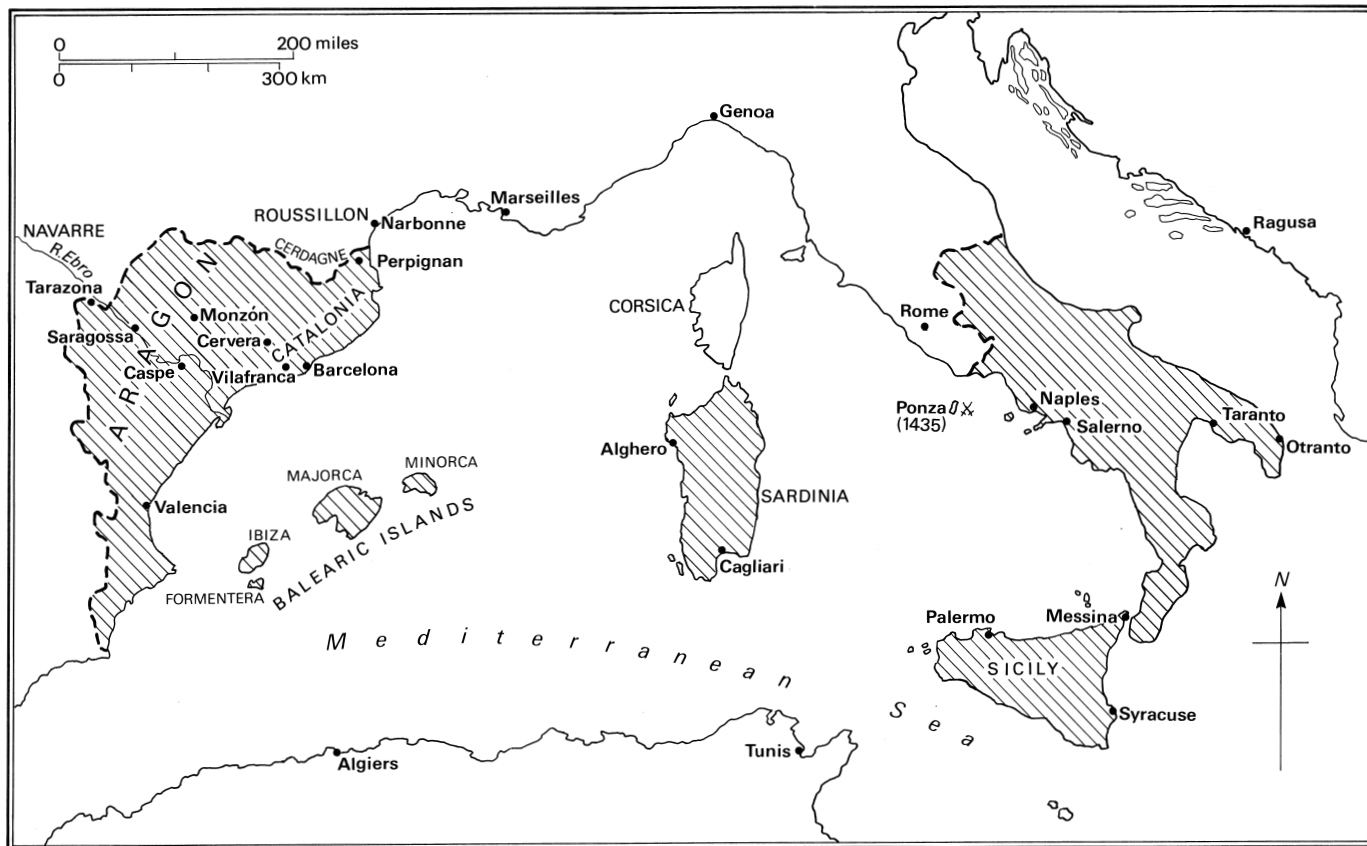 0 200 miles
0 300 km
Genoa
Marseilles
ROUSSILLON
Narbonne
NAVARRE
R. Ebro
CERDAGNE
Perpignan
Tarazona
ARAGON
Monzón
Saragossa
Cervera
CATALONIA
Caspe
Vilafranca
Barcelona
Valencia
MAJORCA
MINORCA
IBIZA
FORMENTERA
BALEARIC ISLANDS
CORSICA
Alghero
SARDINIA
Cagliari
Rome
Ragusa
Ponza
(1435)
Naples
Salerno
Taranto
Otranto
N
Palermo
Messina
SICILY
Syracuse
Mediterranean Sea
Algiers
Tunis